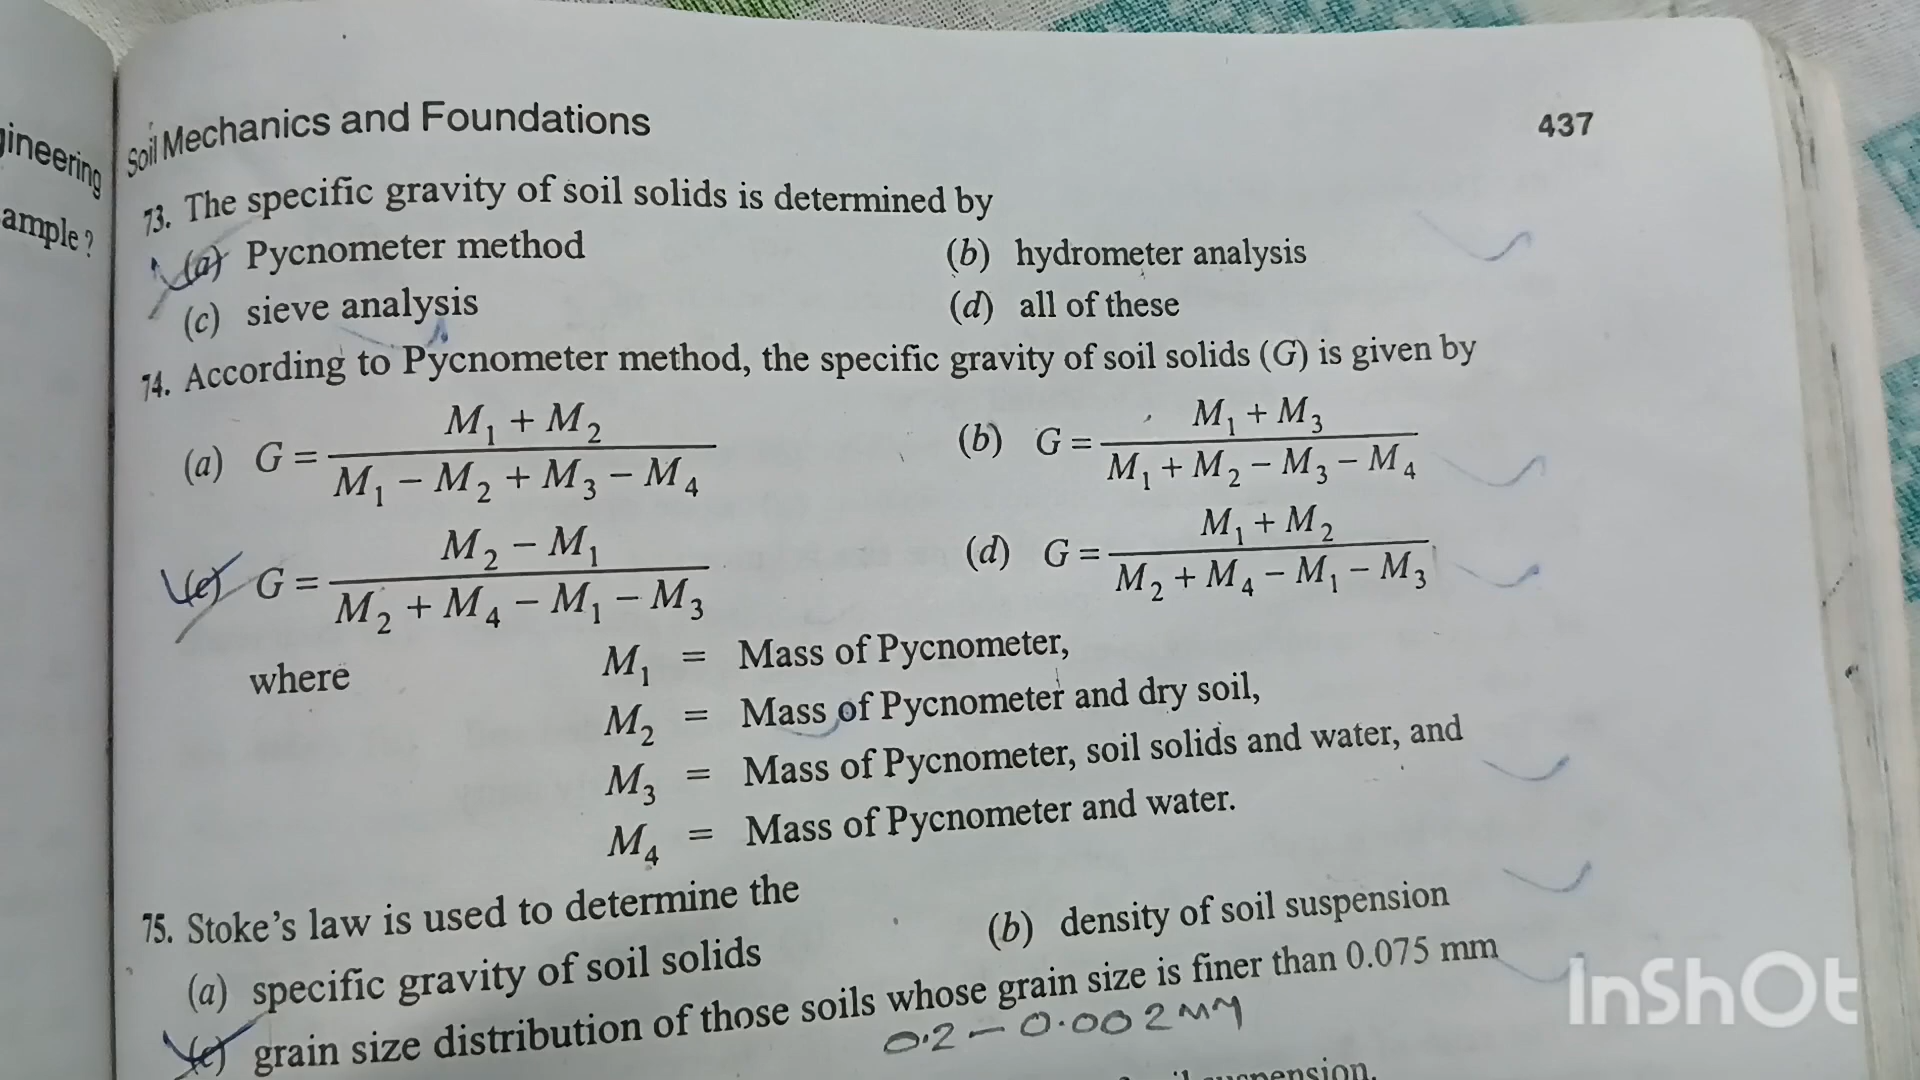 gineering
ample?
Soil Mechanics and Foundations 437
73. The specific gravity of soil solids is determined by
(a) Pycnometer method (b) hydrometer analysis
(c) sieve analysis (d) all of these
74. According to Pycnometer method, the specific gravity of soil solids (G) is given by
(a) G = (M₁ + M₂) / (M₁ − M₂ + M₃ − M₄) (b) G = (M₁ + M₃) / (M₁ + M₂ − M₃ − M₄)
(c) G = (M₂ − M₁) / (M₂ + M₄ − M₁ − M₃) (d) G = (M₁ + M₂) / (M₂ + M₄ − M₁ − M₃)
where M₁ = Mass of Pycnometer,
M₂ = Mass of Pycnometer and dry soil,
M₃ = Mass of Pycnometer, soil solids and water, and
M₄ = Mass of Pycnometer and water.
75. Stoke's law is used to determine the
(a) specific gravity of soil solids (b) density of soil suspension
(c) grain size distribution of those soils whose grain size is finer than 0.075 mm
0.2 – 0.002 mm
InShOt